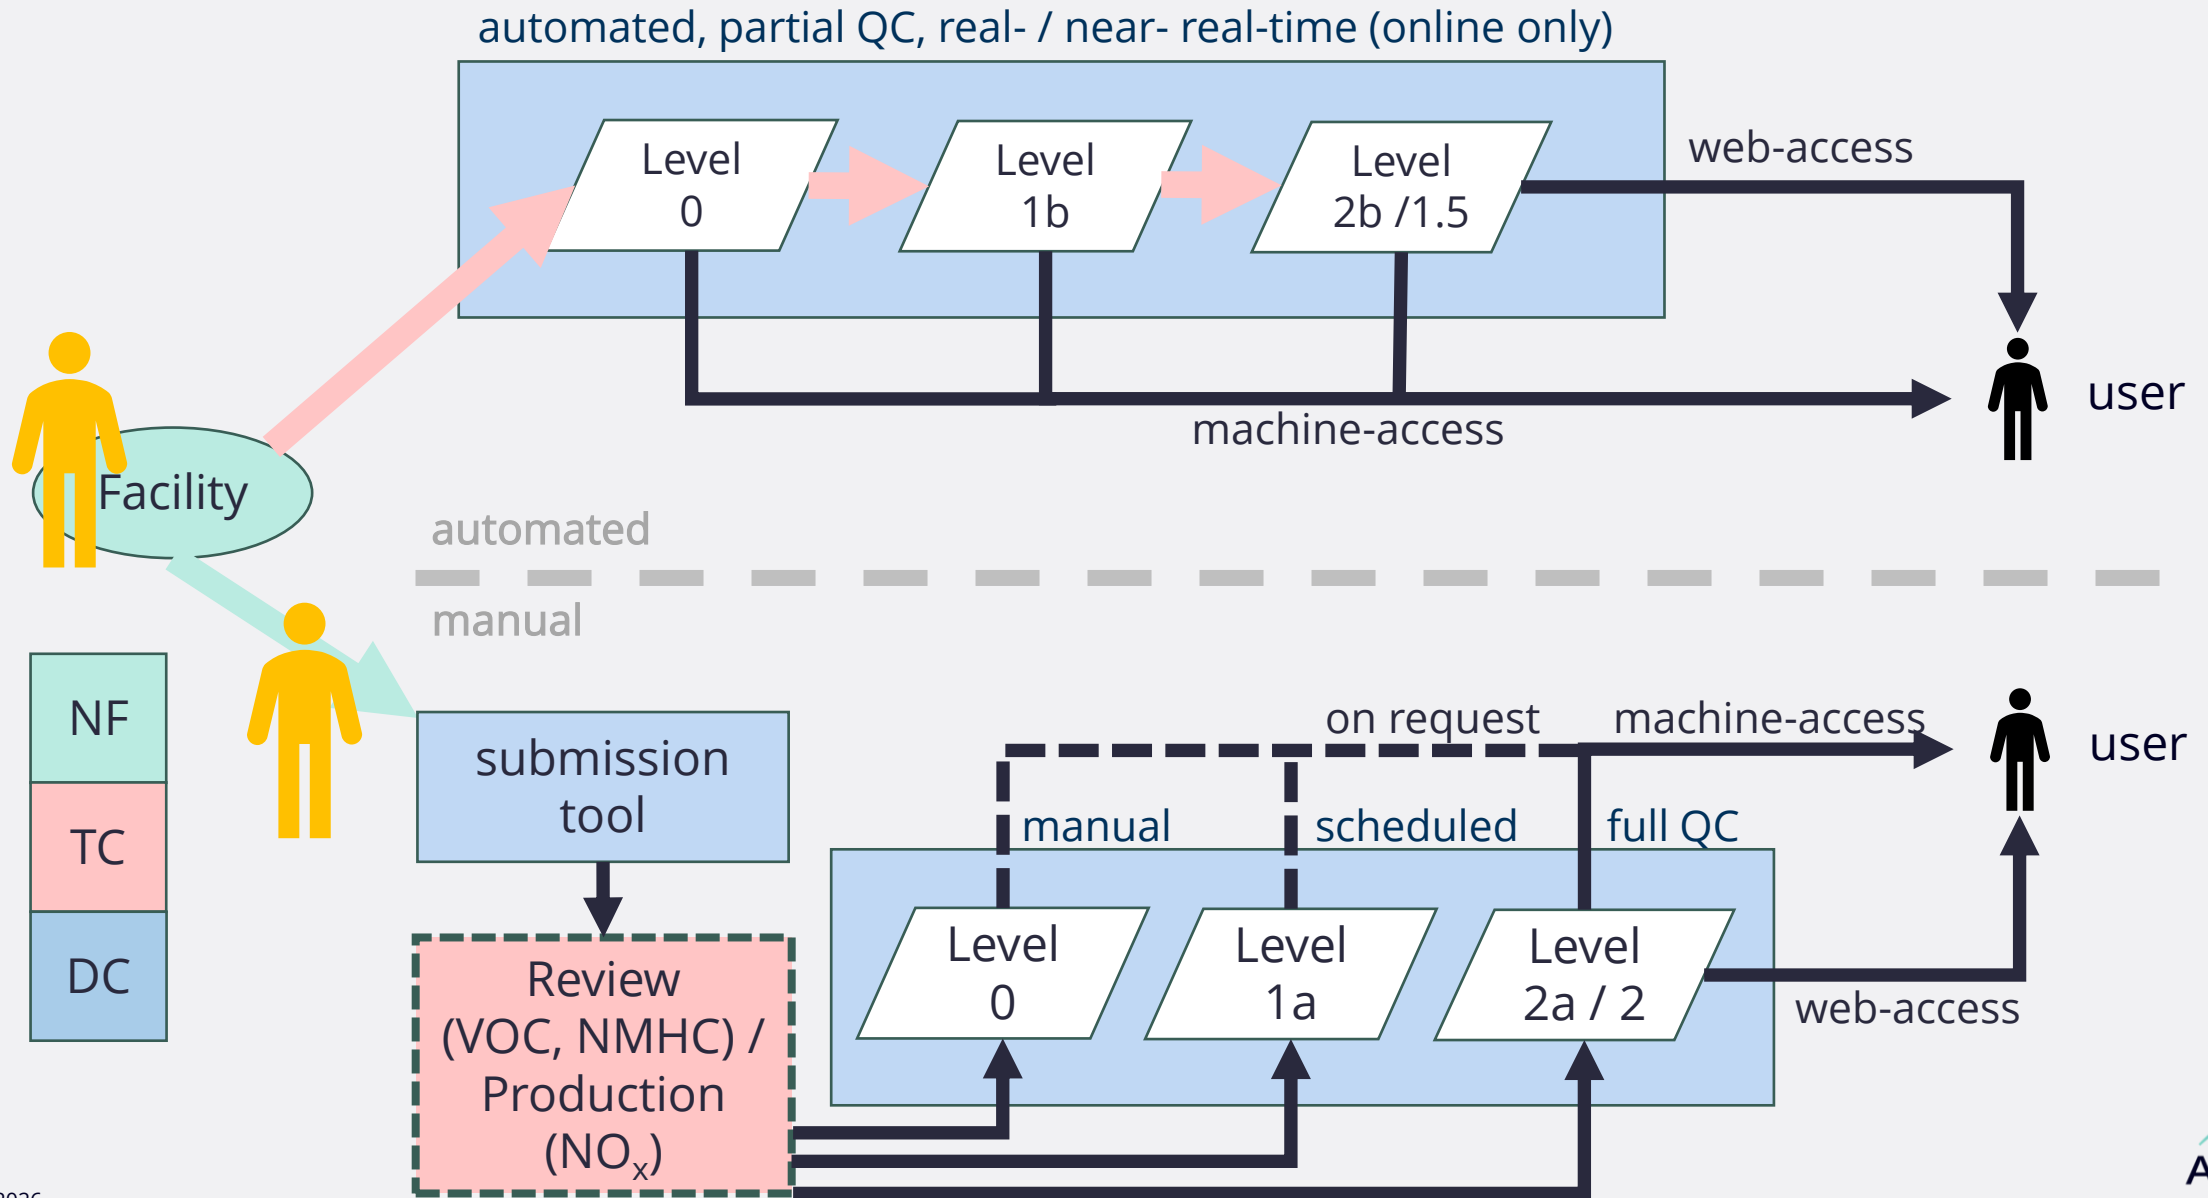 automated, partial QC, real- / near- real-time (online only)
Level
0
Level
1b
Level
2b /1.5
web-access
user
machine-access
Facility
automated
manual
NF
TC
DC
submission
tool
on request
machine-access
user
manual
scheduled
full QC
Review
(VOC, NMHC) /
Production
(NOx)
Level
0
Level
1a
Level
2a / 2
web-access